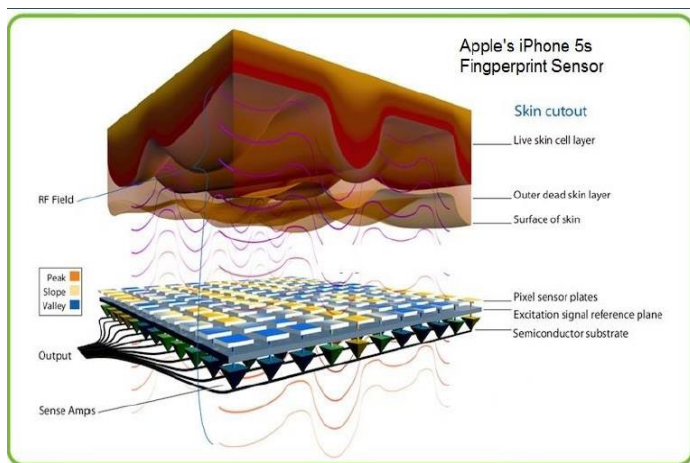 Apple's iPhone 5s
Fingperprint Sensor
Skin cutout
Live skin cell layer
RF Field
Outer dead skin layer
Surface of skin
Peak
Slope
Valley
Pixel sensor plates
Excitation signal reference plane
Semiconductor substrate
Output
Sense Amps